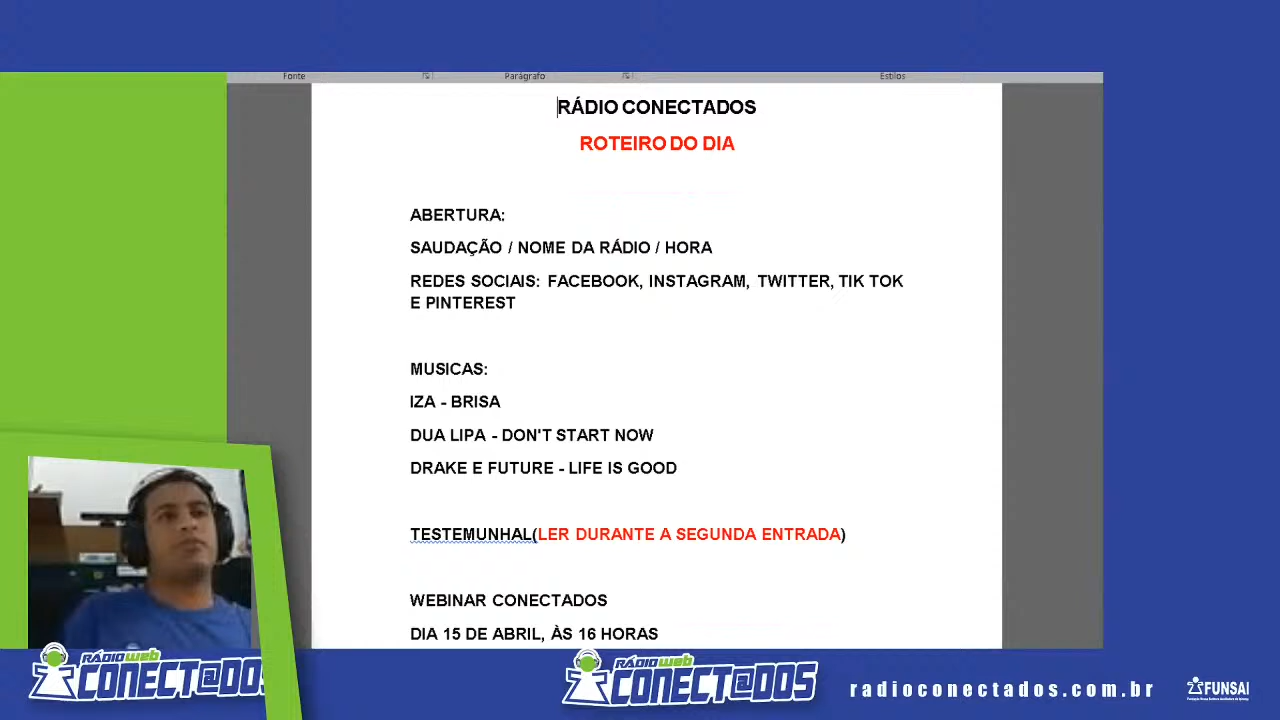 Fonte Parágrafo Estilos
RÁDIO CONECTADOS
ROTEIRO DO DIA
ABERTURA:
SAUDAÇÃO / NOME DA RÁDIO / HORA
REDES SOCIAIS: FACEBOOK, INSTAGRAM, TWITTER, TIK TOK
E PINTEREST
MUSICAS:
IZA - BRISA
DUA LIPA - DON'T START NOW
DRAKE E FUTURE - LIFE IS GOOD
TESTEMUNHAL(LER DURANTE A SEGUNDA ENTRADA)
WEBINAR CONECTADOS
DIA 15 DE ABRIL, ÀS 16 HORAS
RÁDIO web
CONECT@DOS
RÁDIO web
CONECT@DOS
radioconectados.com.br
FUNSAI